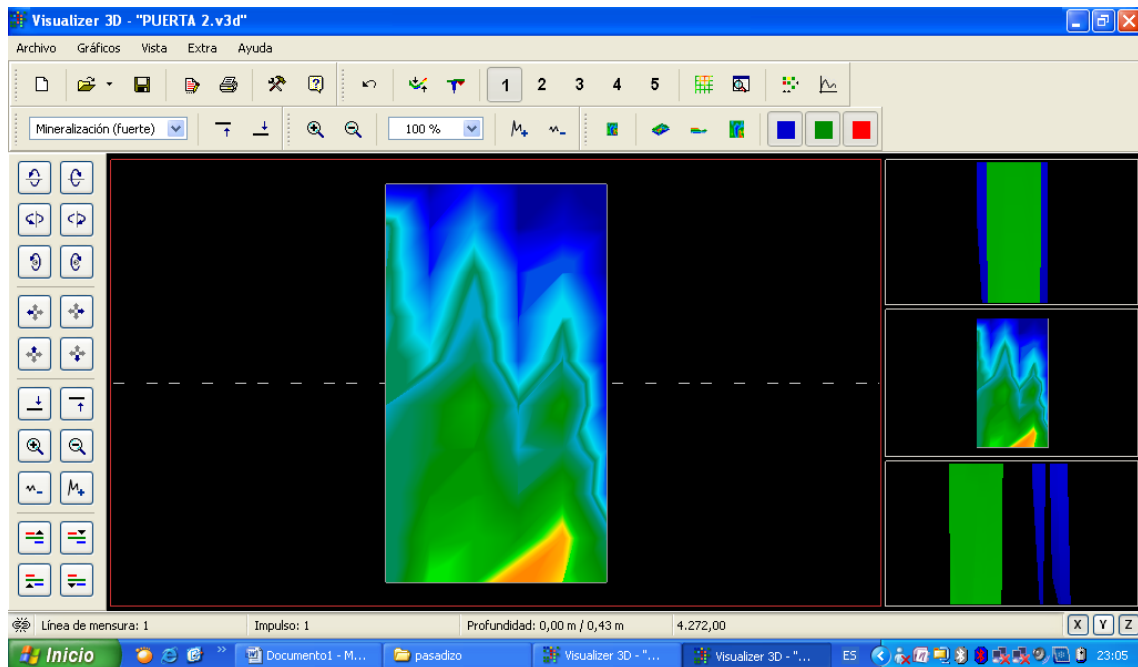 Visualizer 3D - "PUERTA 2.v3d"
Archivo Gráficos Vista Extra Ayuda
1 2 3 4 5
Mineralización (fuerte) 100 %
Línea de mensura: 1 Impulso: 1 Profundidad: 0,00 m / 0,43 m 4.272,00 X Y Z
Inicio » Documento1 - M... pasadizo Visualizer 3D - "... Visualizer 3D - "... ES 23:05